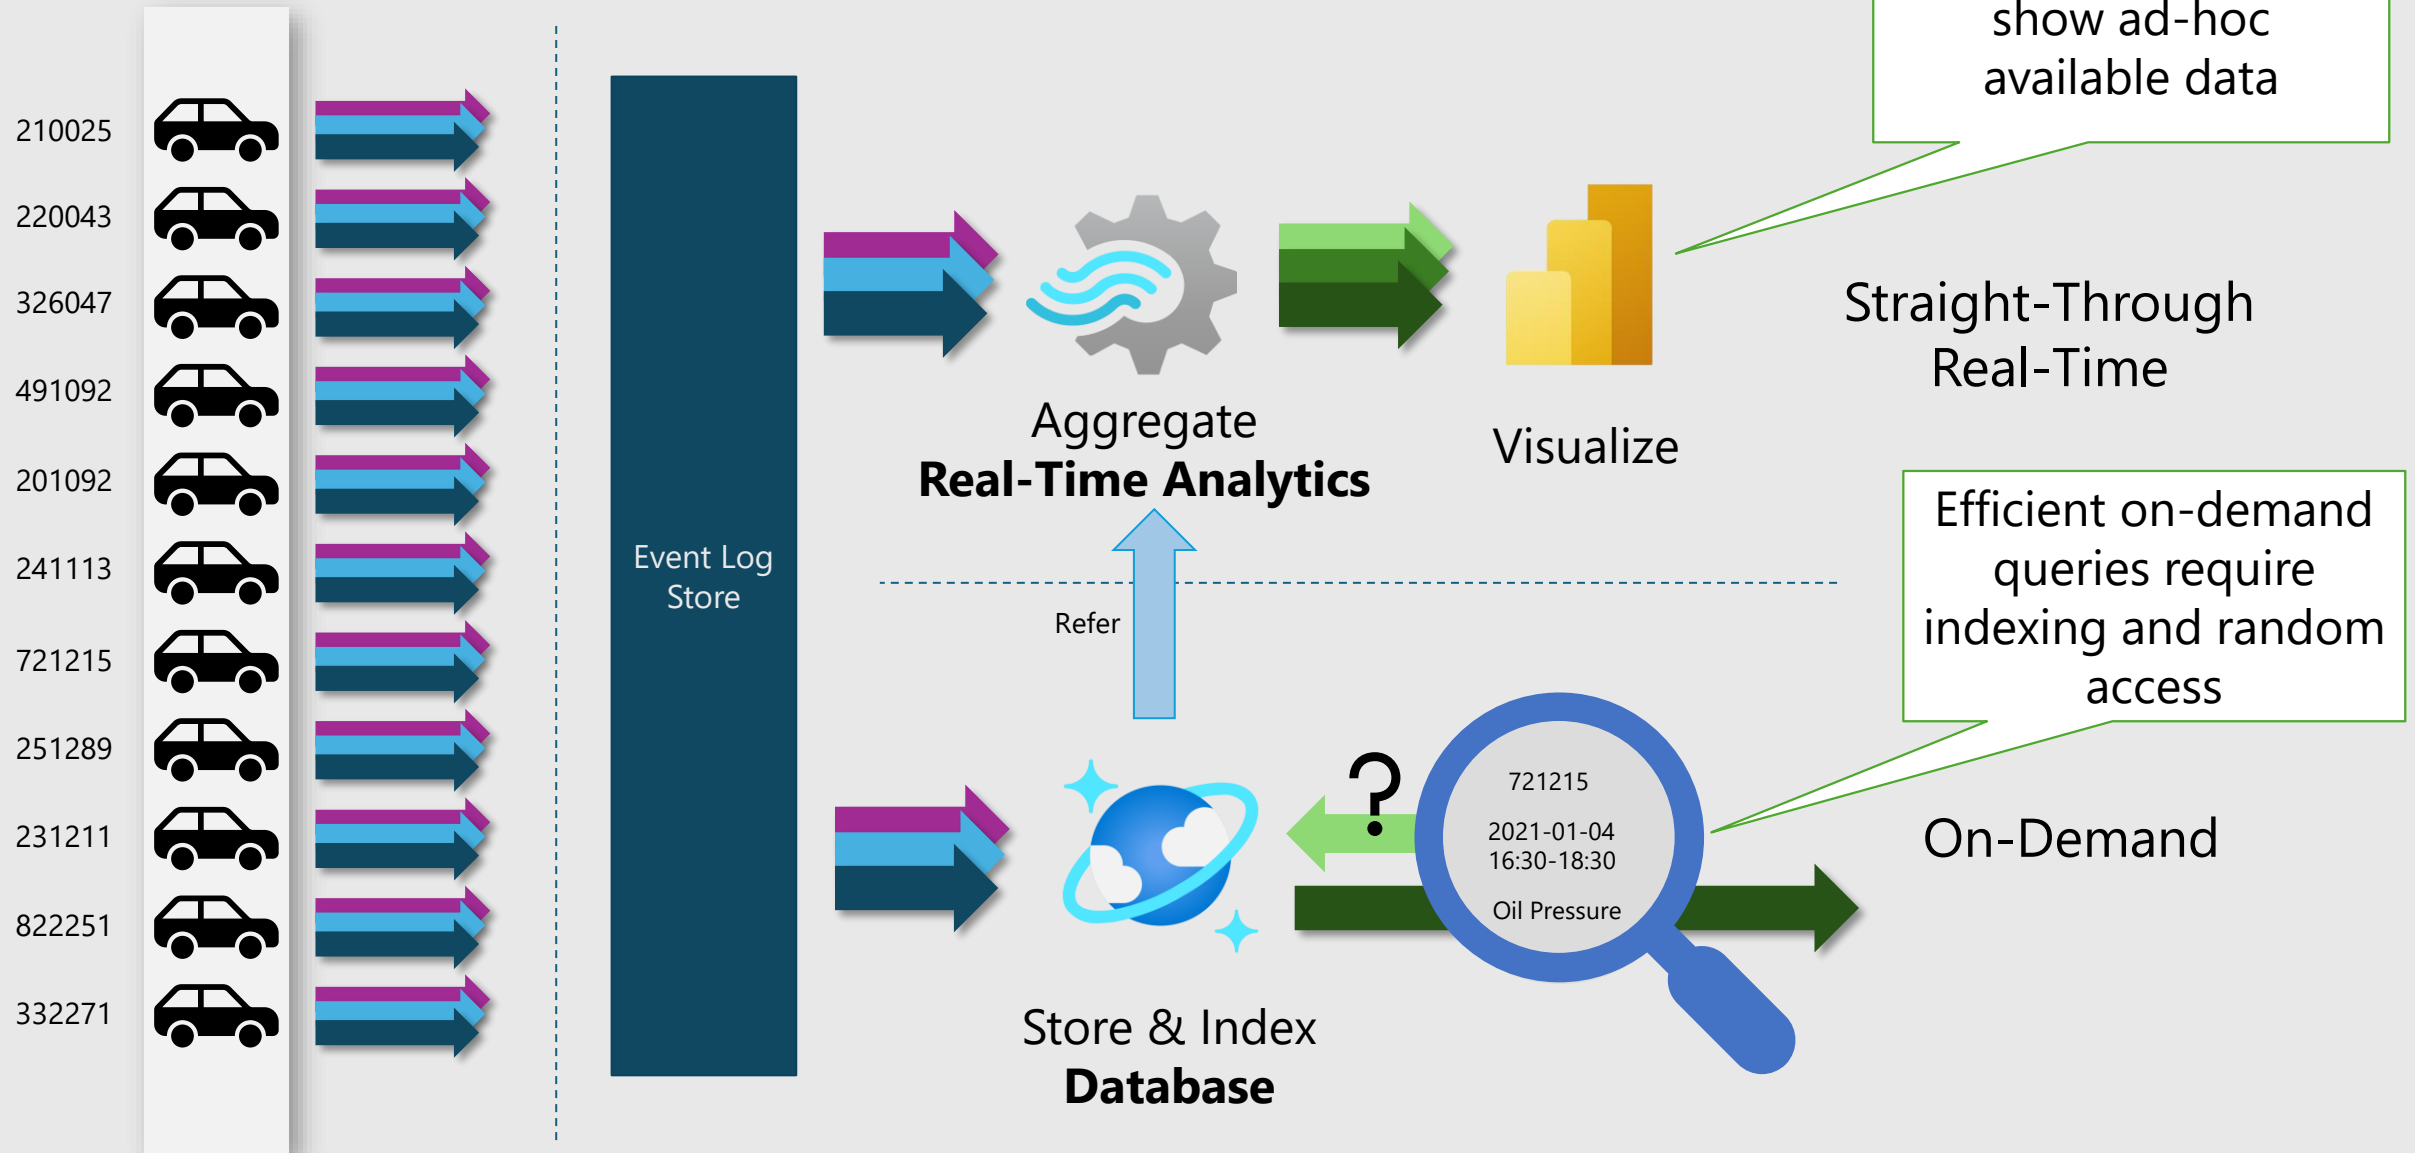 210025
220043
326047
491092
201092
241113
721215
251289
231211
822251
332271
Event Log
Store
Aggregate
Real-Time Analytics
Visualize
show ad-hoc
available data
Straight-Through
Real-Time
Refer
Efficient on-demand
queries require
indexing and random
access
?
721215
2021-01-04
16:30-18:30
Oil Pressure
On-Demand
Store & Index
Database